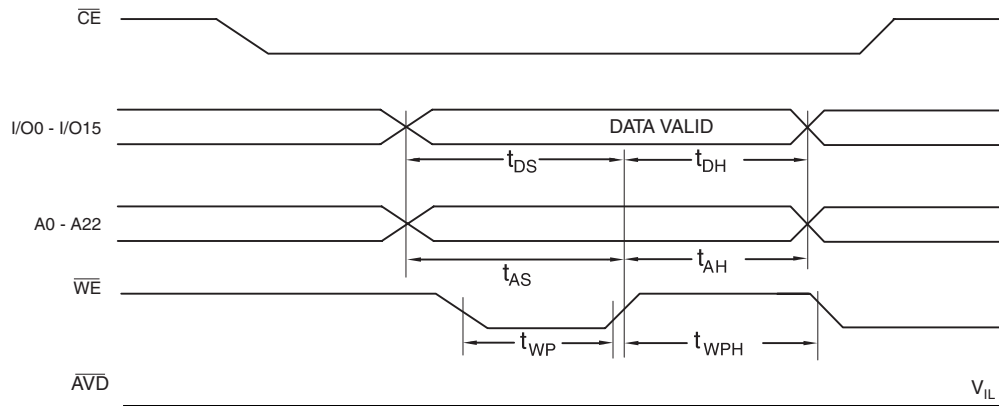 CE
I/O0 - I/O15
DATA VALID
tDS
tDH
A0 - A22
tAS
tAH
WE
tWP
tWPH
AVD
VIL